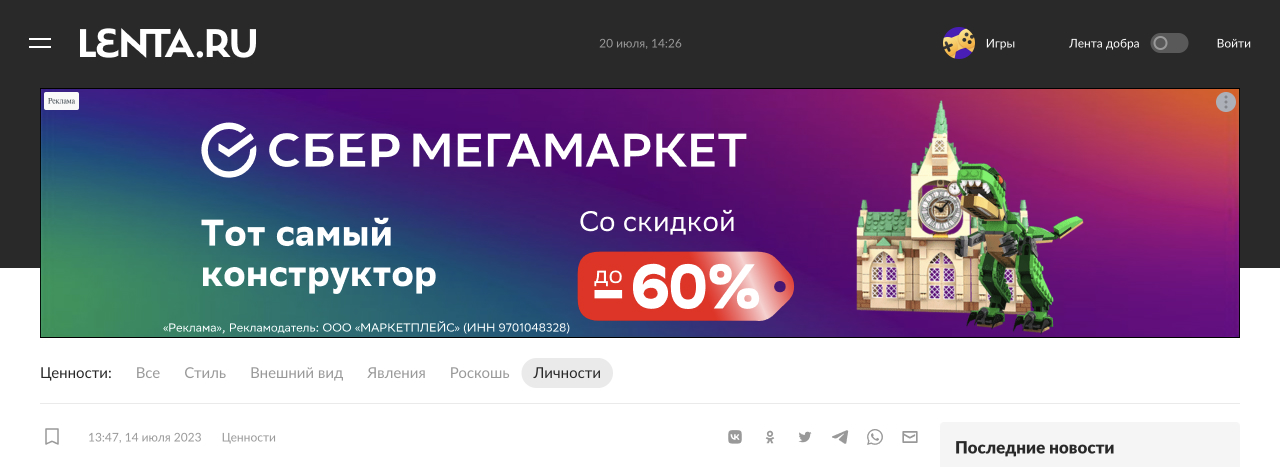 LENTA.RU
20 июля, 14:26
Игры
Лента добра
Войти
Реклама
СБЕР МЕГАМАРКЕТ
Тот самый
конструктор
Со скидкой
до
– 60%
«Реклама», Рекламодатель: ООО «МАРКЕТПЛЕЙС» (ИНН 9701048328)
Ценности: Все Стиль Внешний вид Явления Роскошь Личности
13:47, 14 июля 2023 Ценности
Последние новости